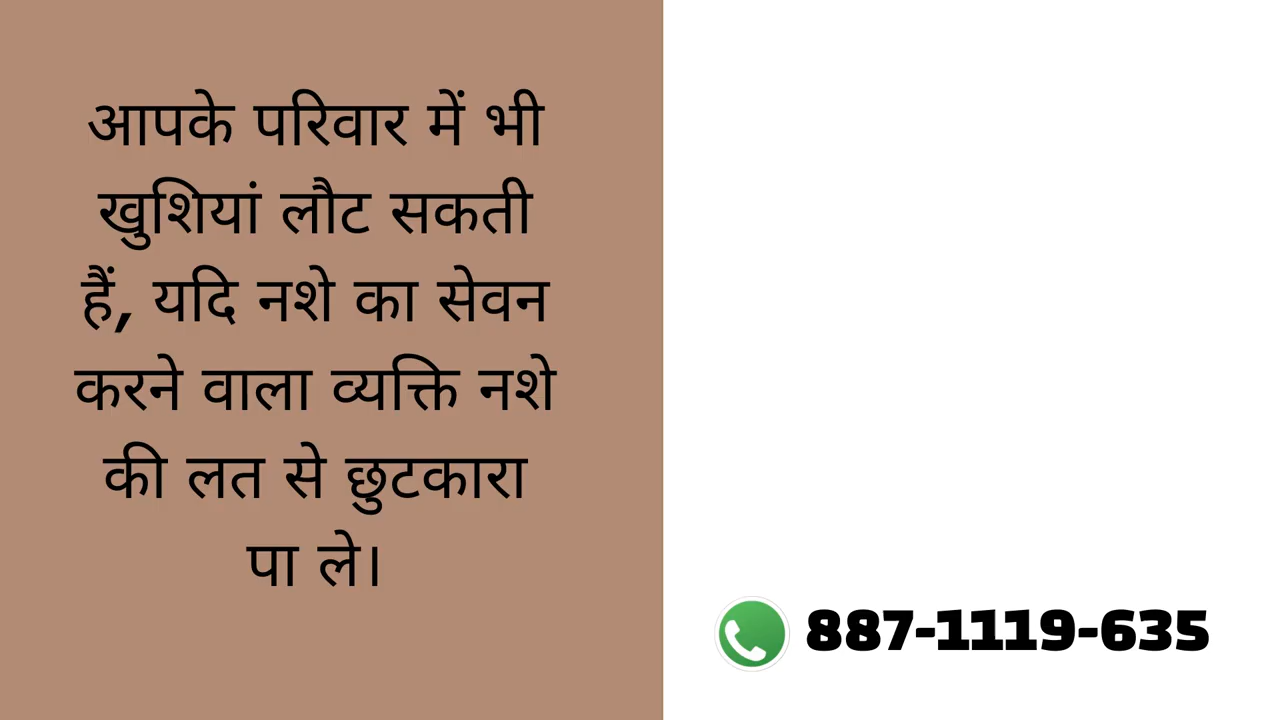 आपके परिवार में भी
खुशियां लौट सकती
हैं, यदि नशे का सेवन
करने वाला व्यक्ति नशे
की लत से छुटकारा
पा ले।
887-1119-635